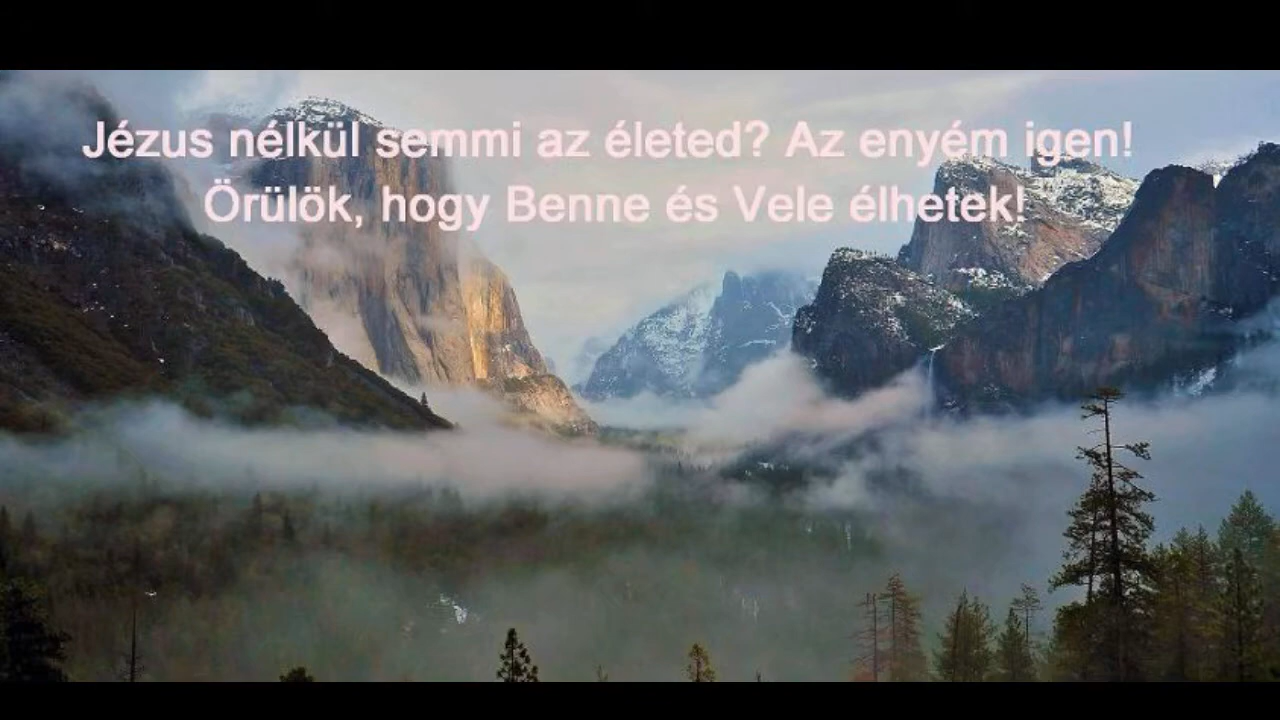 Jézus nélkül semmi az életed? Az enyém igen!
Örülök, hogy Benne és Vele élhetek!